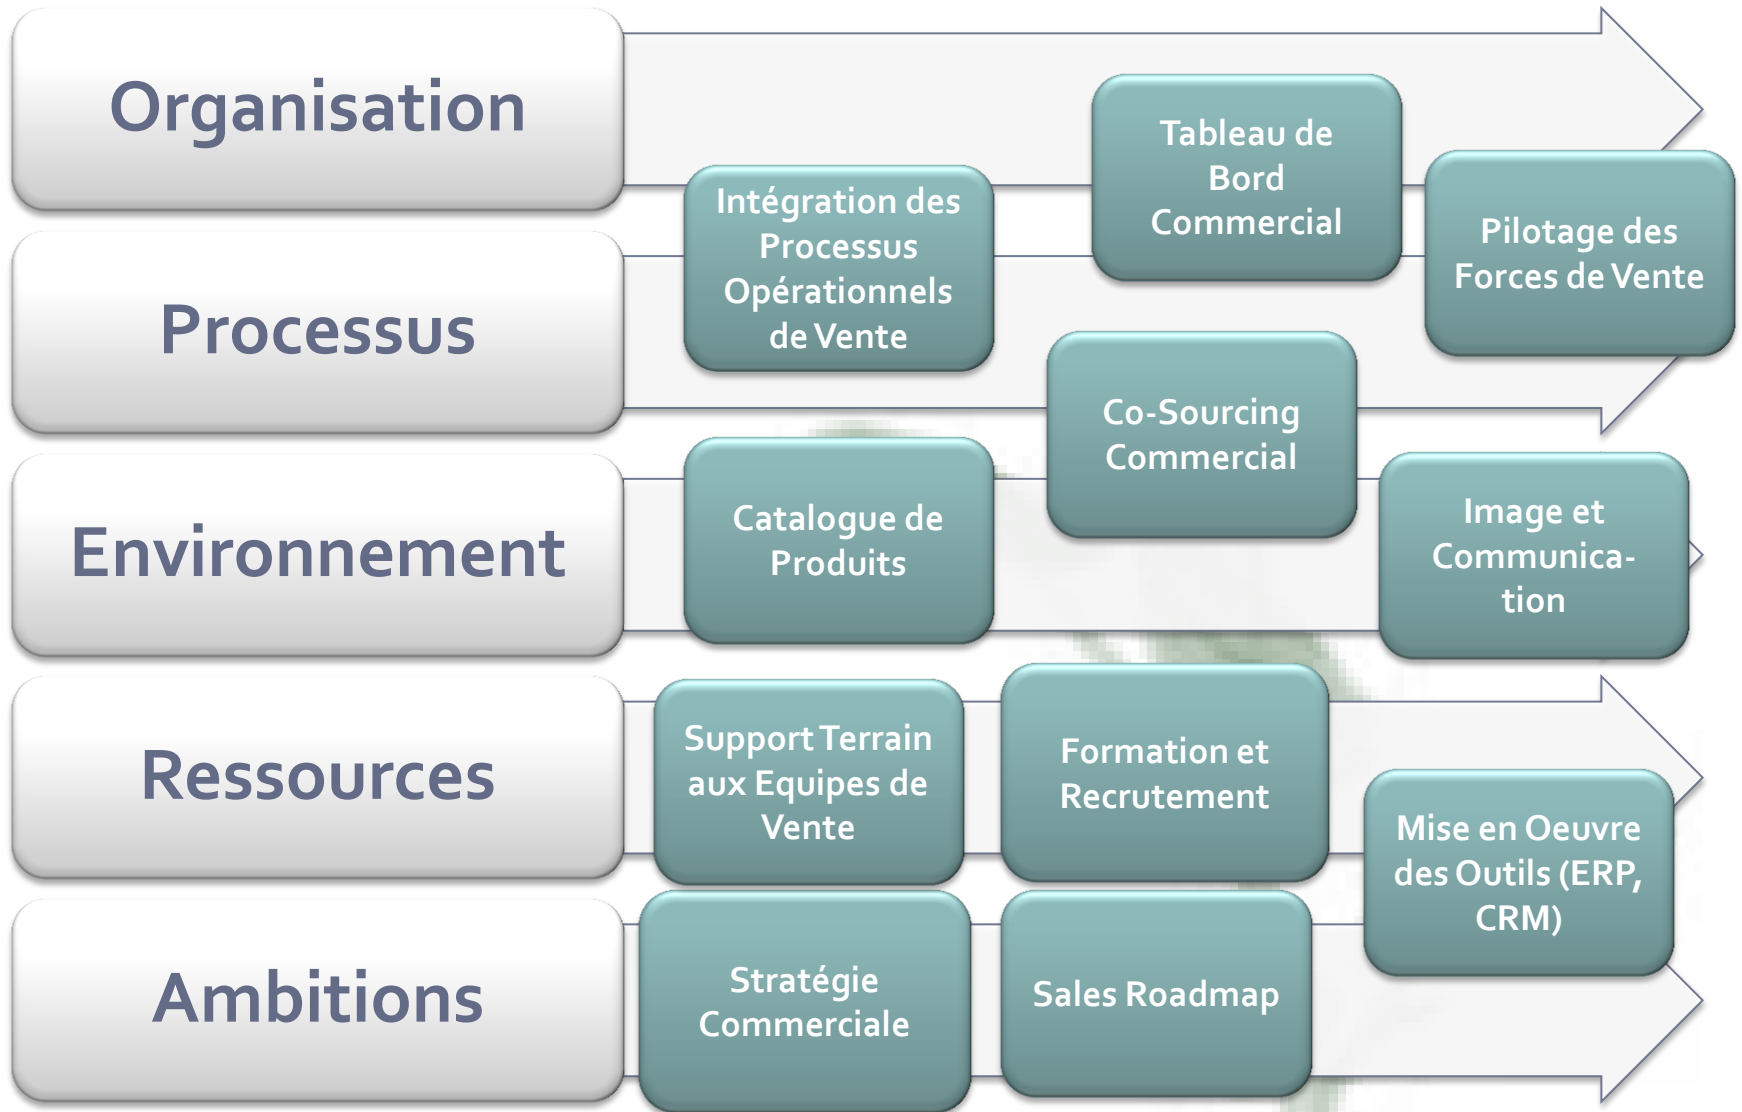 Organisation
Tableau de
Bord
Commercial
Intégration des
Processus
Opérationnels
de Vente
Pilotage des
Forces de Vente
Processus
Co-Sourcing
Commercial
Environnement
Catalogue de
Produits
Image et
Communica-
tion
Ressources
Support Terrain
aux Equipes de
Vente
Formation et
Recrutement
Mise en Oeuvre
des Outils (ERP,
CRM)
Ambitions
Stratégie
Commerciale
Sales Roadmap